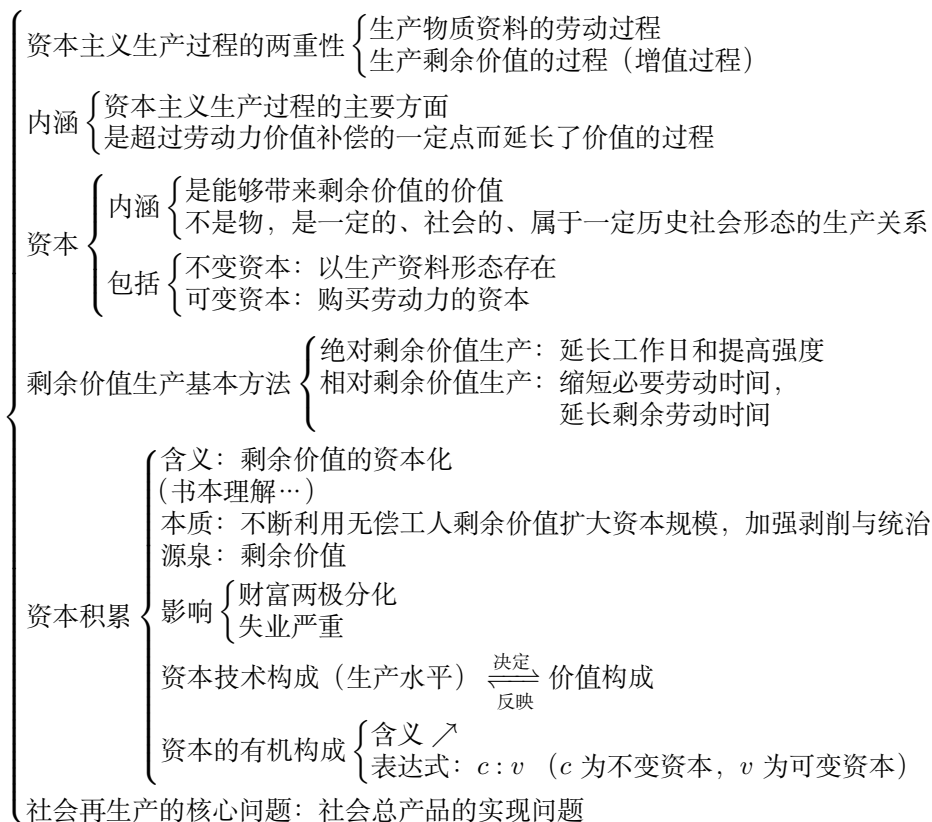 资本主义生产过程的两重性
生产物质资料的劳动过程
生产剩余价值的过程（增值过程）
内涵
资本主义生产过程的主要方面
是超过劳动力价值补偿的一定点而延长了价值的过程
资本
内涵
是能够带来剩余价值的价值
不是物，是一定的、社会的、属于一定历史社会形态的生产关系
包括
不变资本：以生产资料形态存在
可变资本：购买劳动力的资本
剩余价值生产基本方法
绝对剩余价值生产：延长工作日和提高强度
相对剩余价值生产：缩短必要劳动时间，
延长剩余劳动时间
资本积累
含义：剩余价值的资本化
（书本理解…）
本质：不断利用无偿工人剩余价值扩大资本规模，加强剥削与统治
源泉：剩余价值
影响
财富两极分化
失业严重
资本技术构成（生产水平） 决定 反映 价值构成
资本的有机构成
含义 ↗
表达式：c : v （c 为不变资本，v 为可变资本）
社会再生产的核心问题：社会总产品的实现问题